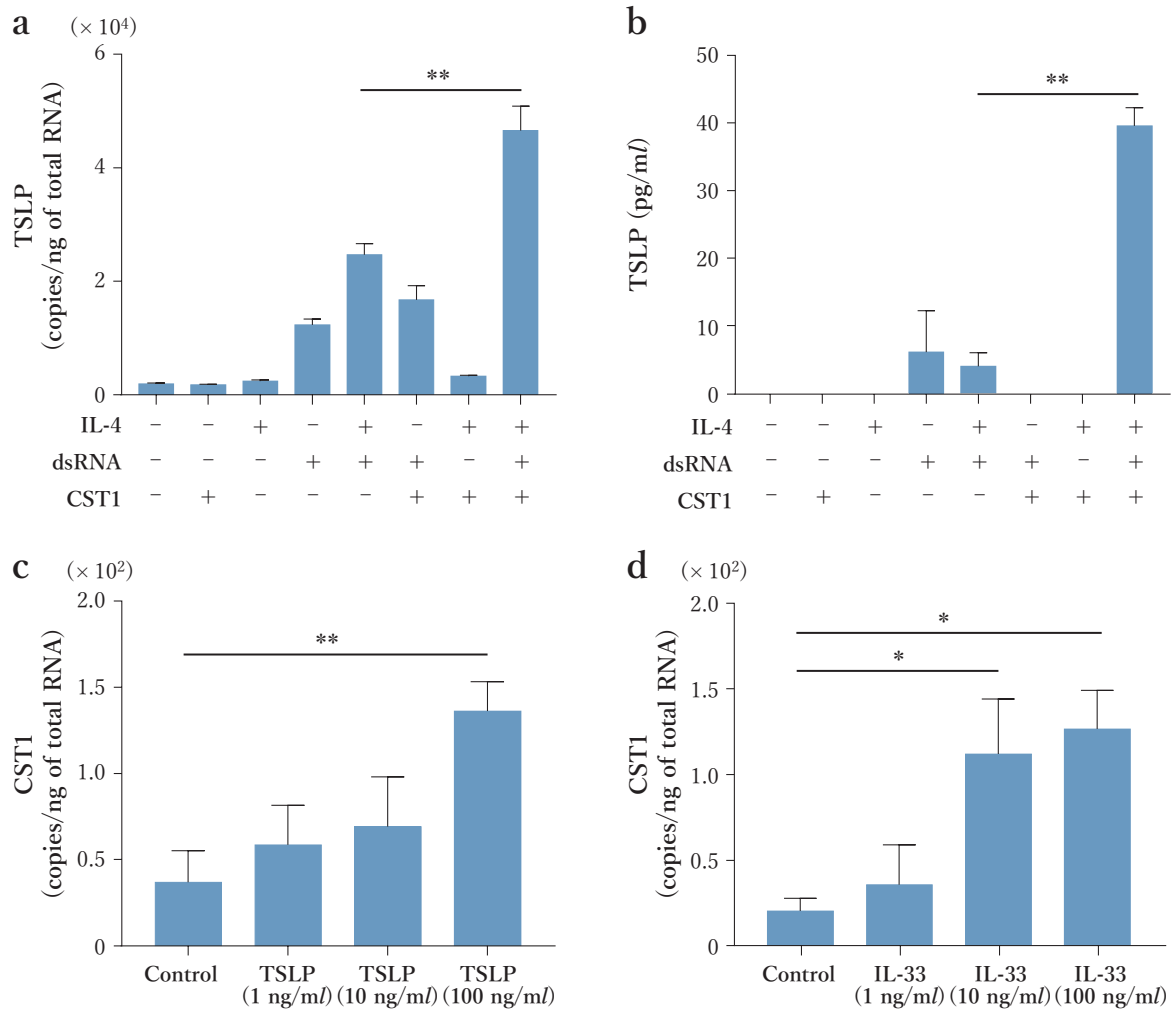 a
(× 10⁴)
TSLP
(copies/ng of total RNA)
6
4
2
0
**
IL-4 − − + − + − + +
dsRNA − − − + + + − +
CST1 − + − − − + + +
b
TSLP (pg/ml)
50
40
30
20
10
0
**
IL-4 − − + − + − + +
dsRNA − − − + + + − +
CST1 − + − − − + + +
c
(× 10²)
CST1
(copies/ng of total RNA)
2.0
1.5
1.0
0.5
0
**
Control TSLP TSLP TSLP
(1 ng/ml) (10 ng/ml) (100 ng/ml)
d
(× 10²)
CST1
(copies/ng of total RNA)
2.0
1.5
1.0
0.5
0
*
*
Control IL-33 IL-33 IL-33
(1 ng/ml) (10 ng/ml) (100 ng/ml)